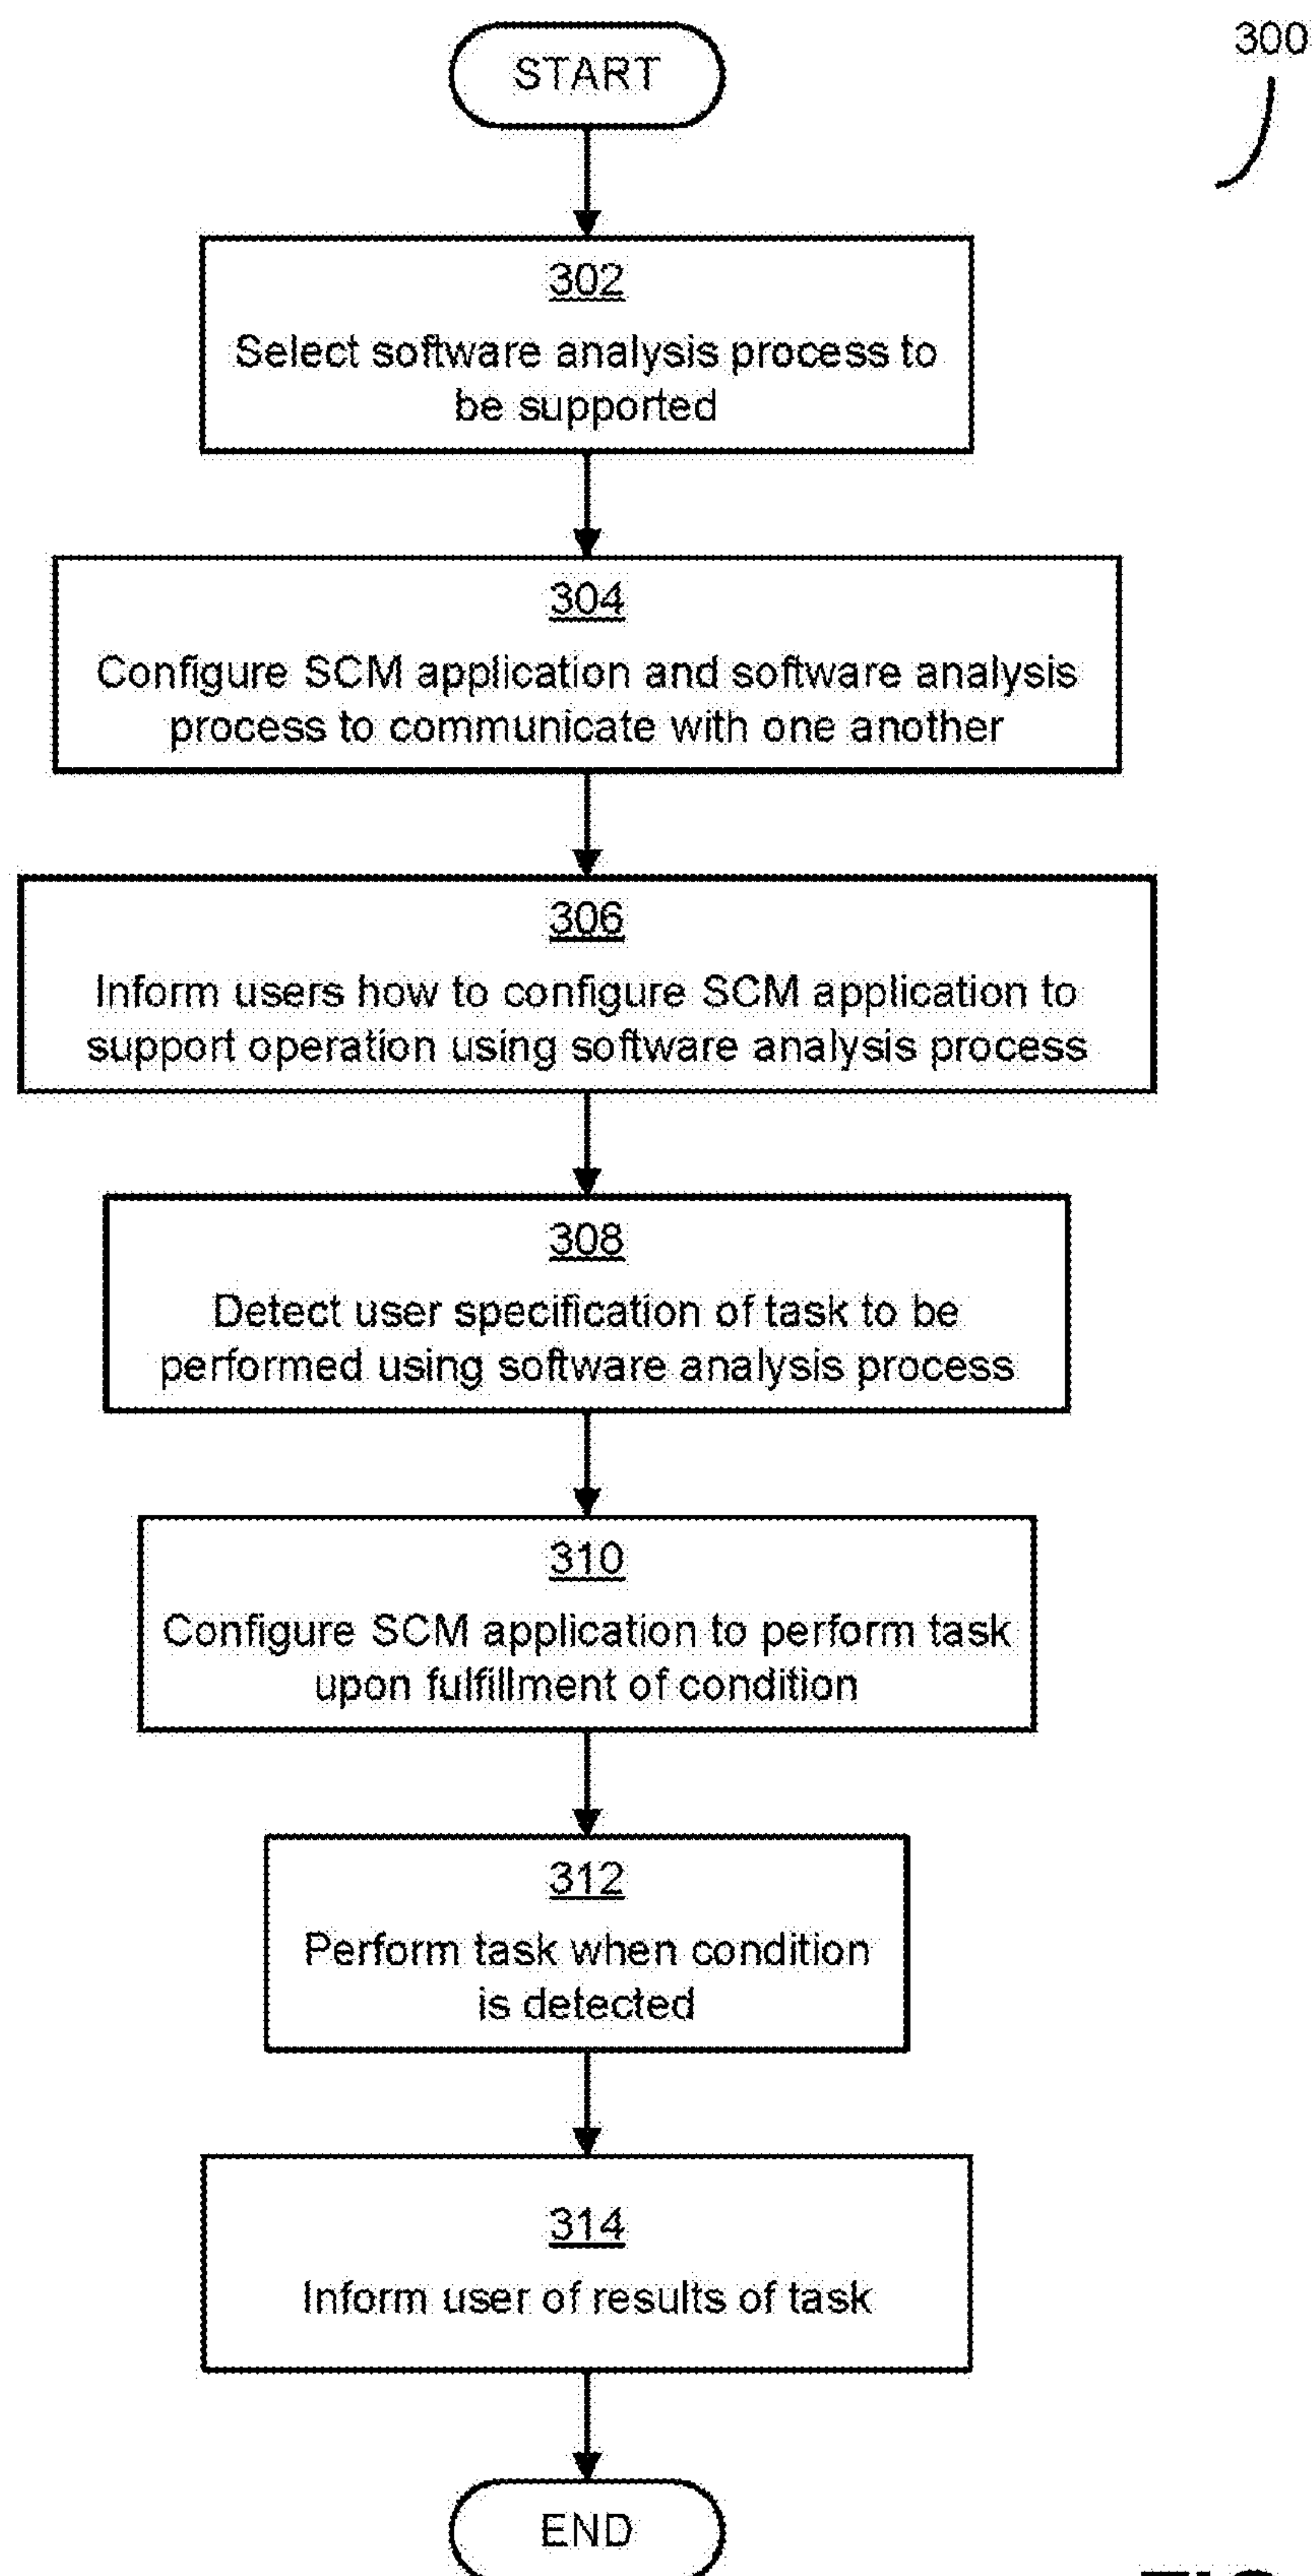 START
300
302
Select software analysis process to
be supported
304
Configure SCM application and software analysis
process to communicate with one another
306
Inform users how to configure SCM application to
support operation using software analysis process
308
Detect user specification of task to be
performed using software analysis process
310
Configure SCM application to perform task
upon fulfillment of condition
312
Perform task when condition
is detected
314
Inform user of results of task
END